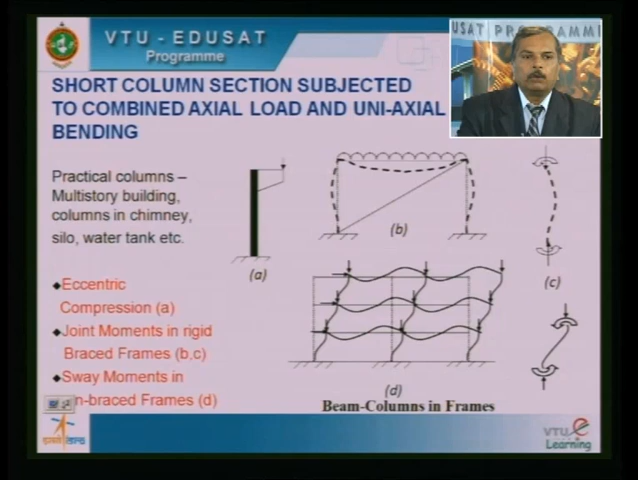 VTU - EDUSAT
Programme
USAT PROGRAMM
SHORT COLUMN SECTION SUBJECTED
TO COMBINED AXIAL LOAD AND UNI-AXIAL
BENDING
Practical columns –
Multistory building,
columns in chimney,
silo, water tank etc.
Eccentric
Compression (a)
Joint Moments in rigid
Braced Frames (b,c)
Sway Moments in
n-braced Frames (d)
(a)
(b)
(c)
(d)
Beam-Columns in Frames
VTU e
Learning